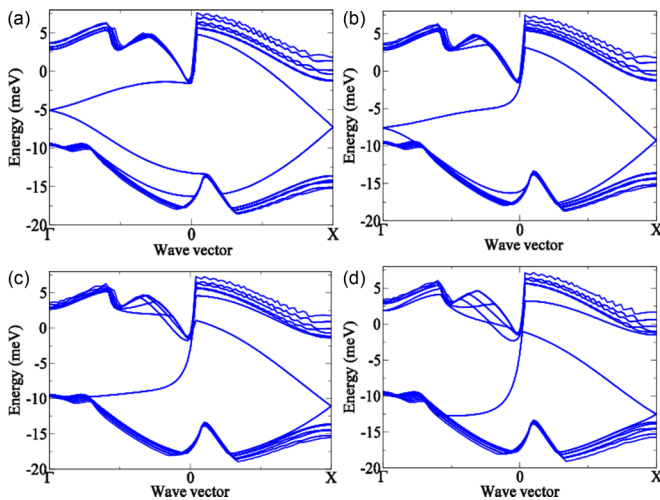 (a)
5
0
-5
-10
-15
-20
Energy (meV)
Γ
0
X
Wave vector
(b)
5
0
-5
-10
-15
-20
Energy (meV)
Γ
0
X
Wave vector
(c)
5
0
-5
-10
-15
-20
Energy (meV)
Γ
0
X
Wave vector
(d)
5
0
-5
-10
-15
-20
Energy (meV)
Γ
0
X
Wave vector